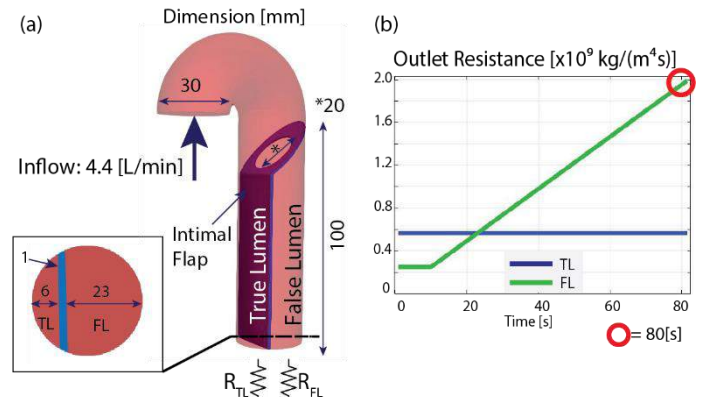 (a)
Dimension [mm]
30
*20
*
Inflow: 4.4 [L/min]
Intimal
Flap
True Lumen
False Lumen
100
1
6
23
TL
FL
R_TL
R_FL
(b)
Outlet Resistance [x10⁹ kg/(m⁴s)]
2.0
1.6
1.2
0.8
0.4
0
TL
FL
0
20
40
60
80
Time [s]
= 80[s]